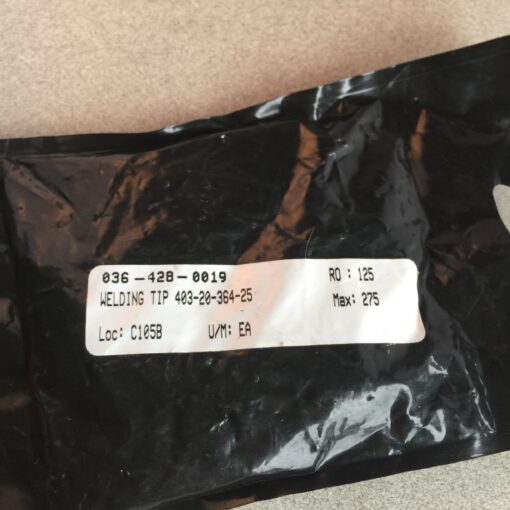 036-428-0019 RO : 125
WELDING TIP 403-20-364-25 Max: 275
Loc: C105B U/M: EA